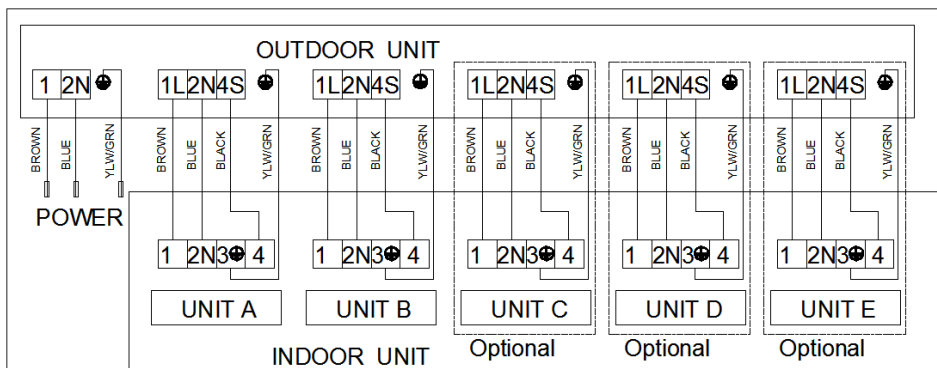 OUTDOOR UNIT
1 2N 1L 2N 4S 1L 2N 4S 1L 2N 4S 1L 2N 4S 1L 2N 4S
BROWN BLUE YLW/GRN BROWN BLUE BLACK YLW/GRN BROWN BLUE BLACK YLW/GRN BROWN BLUE BLACK YLW/GRN BROWN BLUE BLACK YLW/GRN BROWN BLUE BLACK YLW/GRN
POWER
1 2N 3 4 1 2N 3 4 1 2N 3 4 1 2N 3 4 1 2N 3 4
UNIT A UNIT B UNIT C UNIT D UNIT E
INDOOR UNIT Optional Optional Optional